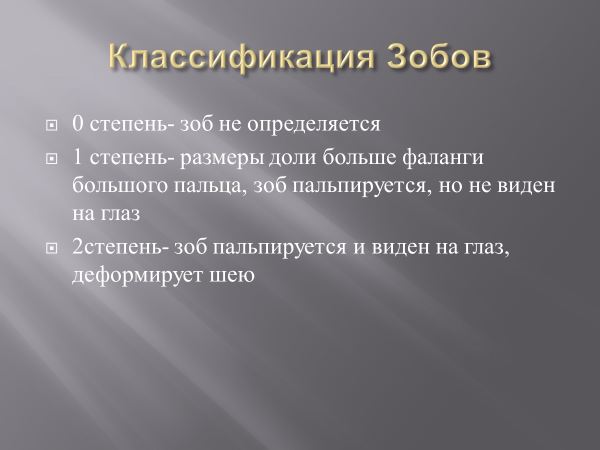 Классификация Зобов
0 степень- зоб не определяется
1 степень- размеры доли больше фаланги
большого пальца, зоб пальпируется, но не виден
на глаз
2степень- зоб пальпируется и виден на глаз,
деформирует шею